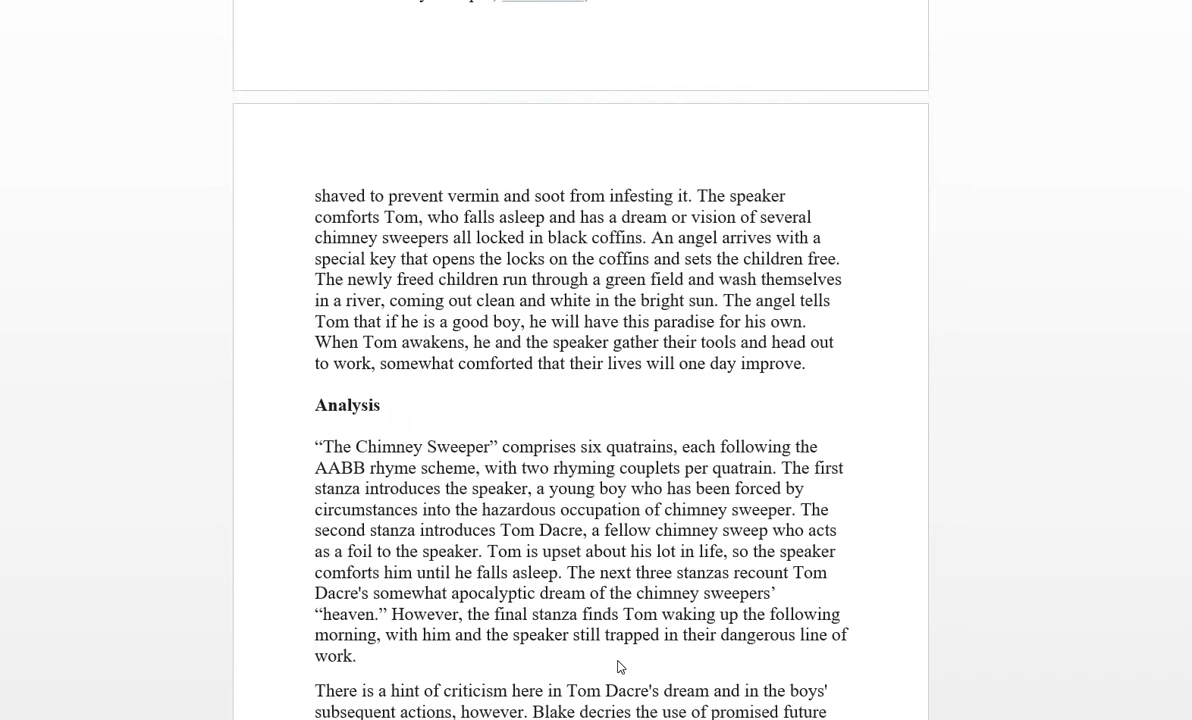 shaved to prevent vermin and soot from infesting it. The speaker
comforts Tom, who falls asleep and has a dream or vision of several
chimney sweepers all locked in black coffins. An angel arrives with a
special key that opens the locks on the coffins and sets the children free.
The newly freed children run through a green field and wash themselves
in a river, coming out clean and white in the bright sun. The angel tells
Tom that if he is a good boy, he will have this paradise for his own.
When Tom awakens, he and the speaker gather their tools and head out
to work, somewhat comforted that their lives will one day improve.
Analysis
“The Chimney Sweeper” comprises six quatrains, each following the
AABB rhyme scheme, with two rhyming couplets per quatrain. The first
stanza introduces the speaker, a young boy who has been forced by
circumstances into the hazardous occupation of chimney sweeper. The
second stanza introduces Tom Dacre, a fellow chimney sweep who acts
as a foil to the speaker. Tom is upset about his lot in life, so the speaker
comforts him until he falls asleep. The next three stanzas recount Tom
Dacre's somewhat apocalyptic dream of the chimney sweepers’
“heaven.” However, the final stanza finds Tom waking up the following
morning, with him and the speaker still trapped in their dangerous line of
work.
There is a hint of criticism here in Tom Dacre's dream and in the boys'
subsequent actions, however. Blake decries the use of promised future